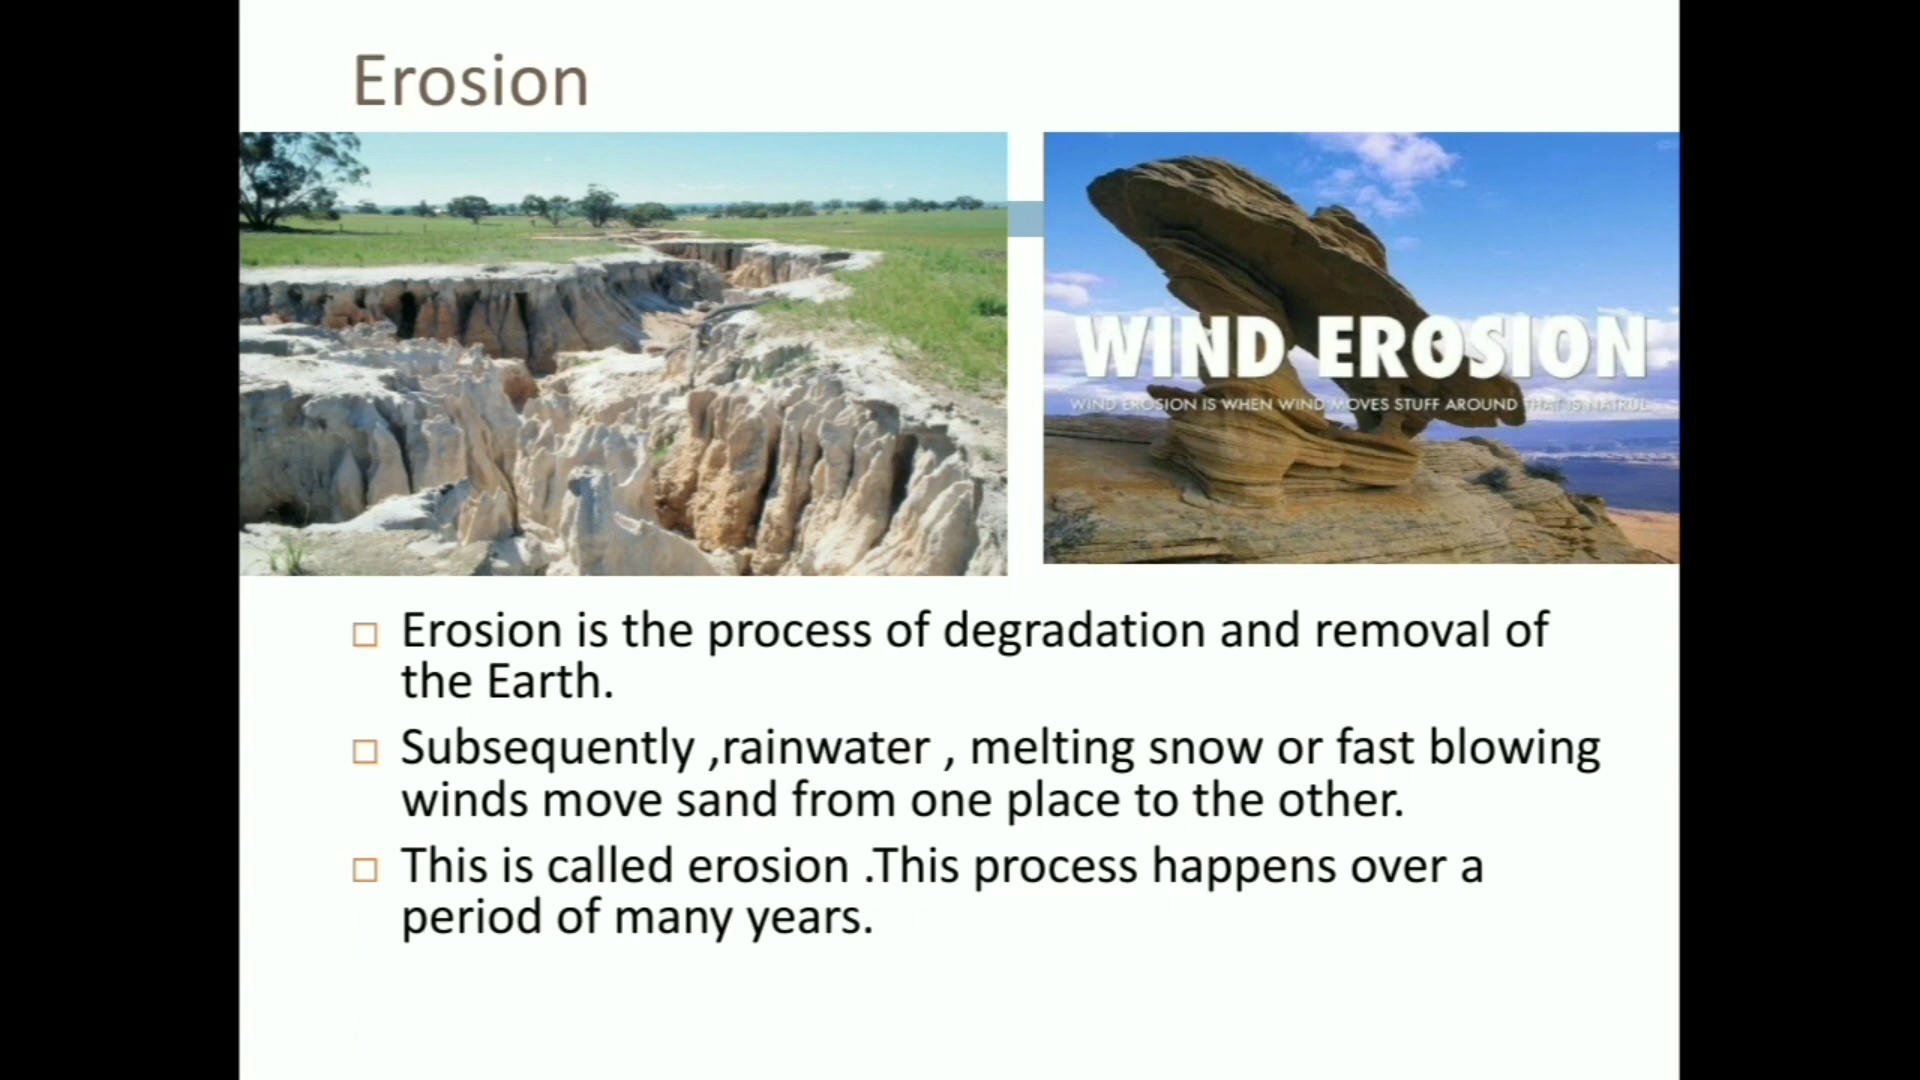 Erosion
WIND EROSION
WIND EROSION IS WHEN WIND MOVES STUFF AROUND THAT IS NATRUL
Erosion is the process of degradation and removal of
the Earth.
Subsequently ,rainwater , melting snow or fast blowing
winds move sand from one place to the other.
This is called erosion .This process happens over a
period of many years.